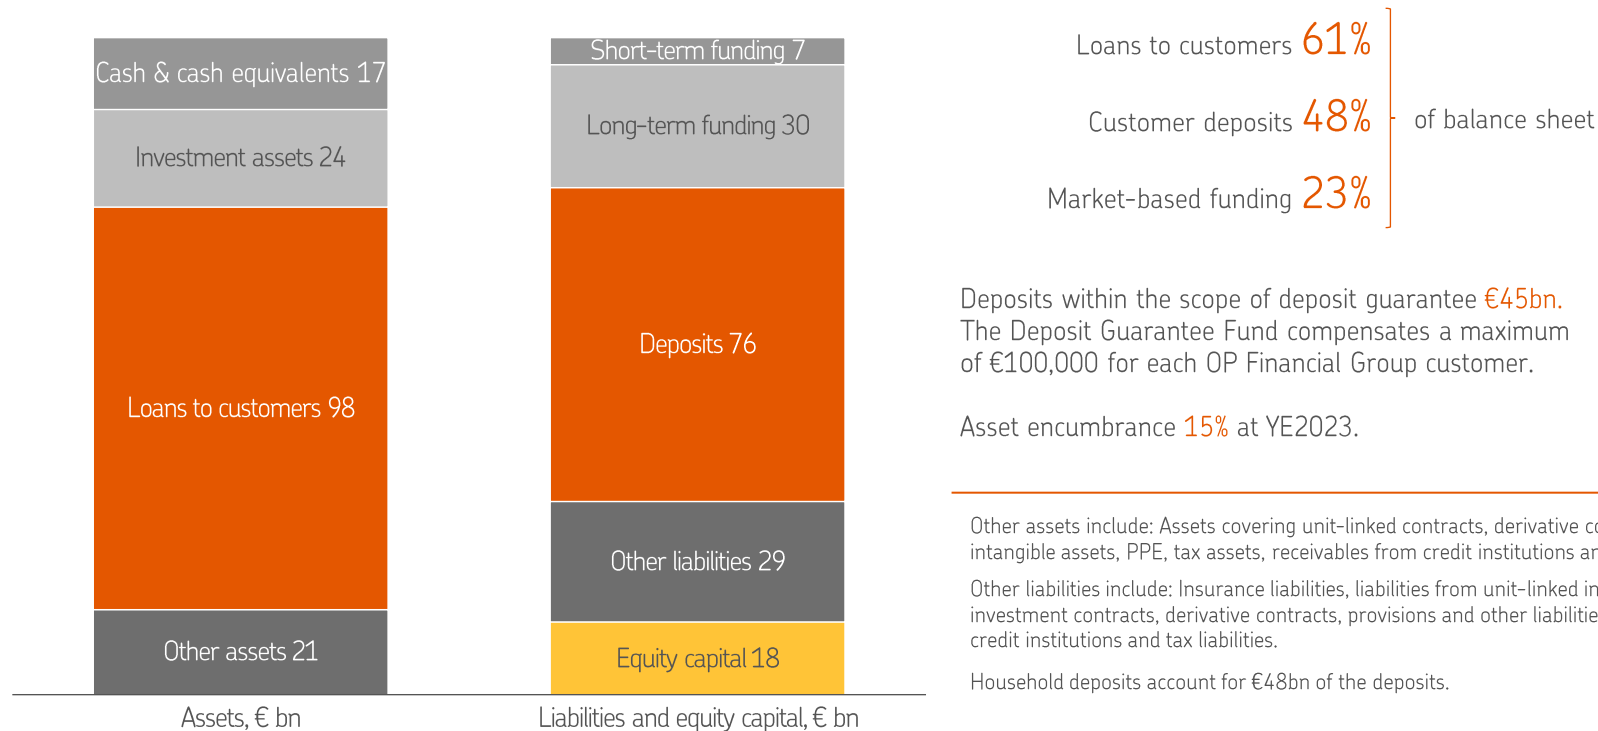 Cash & cash equivalents 17
Investment assets 24
Loans to customers 98
Other assets 21
Assets, € bn
Short-term funding 7
Long-term funding 30
Deposits 76
Other liabilities 29
Equity capital 18
Liabilities and equity capital, € bn
Loans to customers 61%
Customer deposits 48%
Market-based funding 23%
of balance sheet
Deposits within the scope of deposit guarantee €45bn.
The Deposit Guarantee Fund compensates a maximum
of €100,000 for each OP Financial Group customer.
Asset encumbrance 15% at YE2023.
Other assets include: Assets covering unit-linked contracts, derivative
intangible assets, PPE, tax assets, receivables from credit institutions
Other liabilities include: Insurance liabilities, liabilities from unit-linked
investment contracts, derivative contracts, provisions and other
credit institutions and tax liabilities.
Household deposits account for €48bn of the deposits.